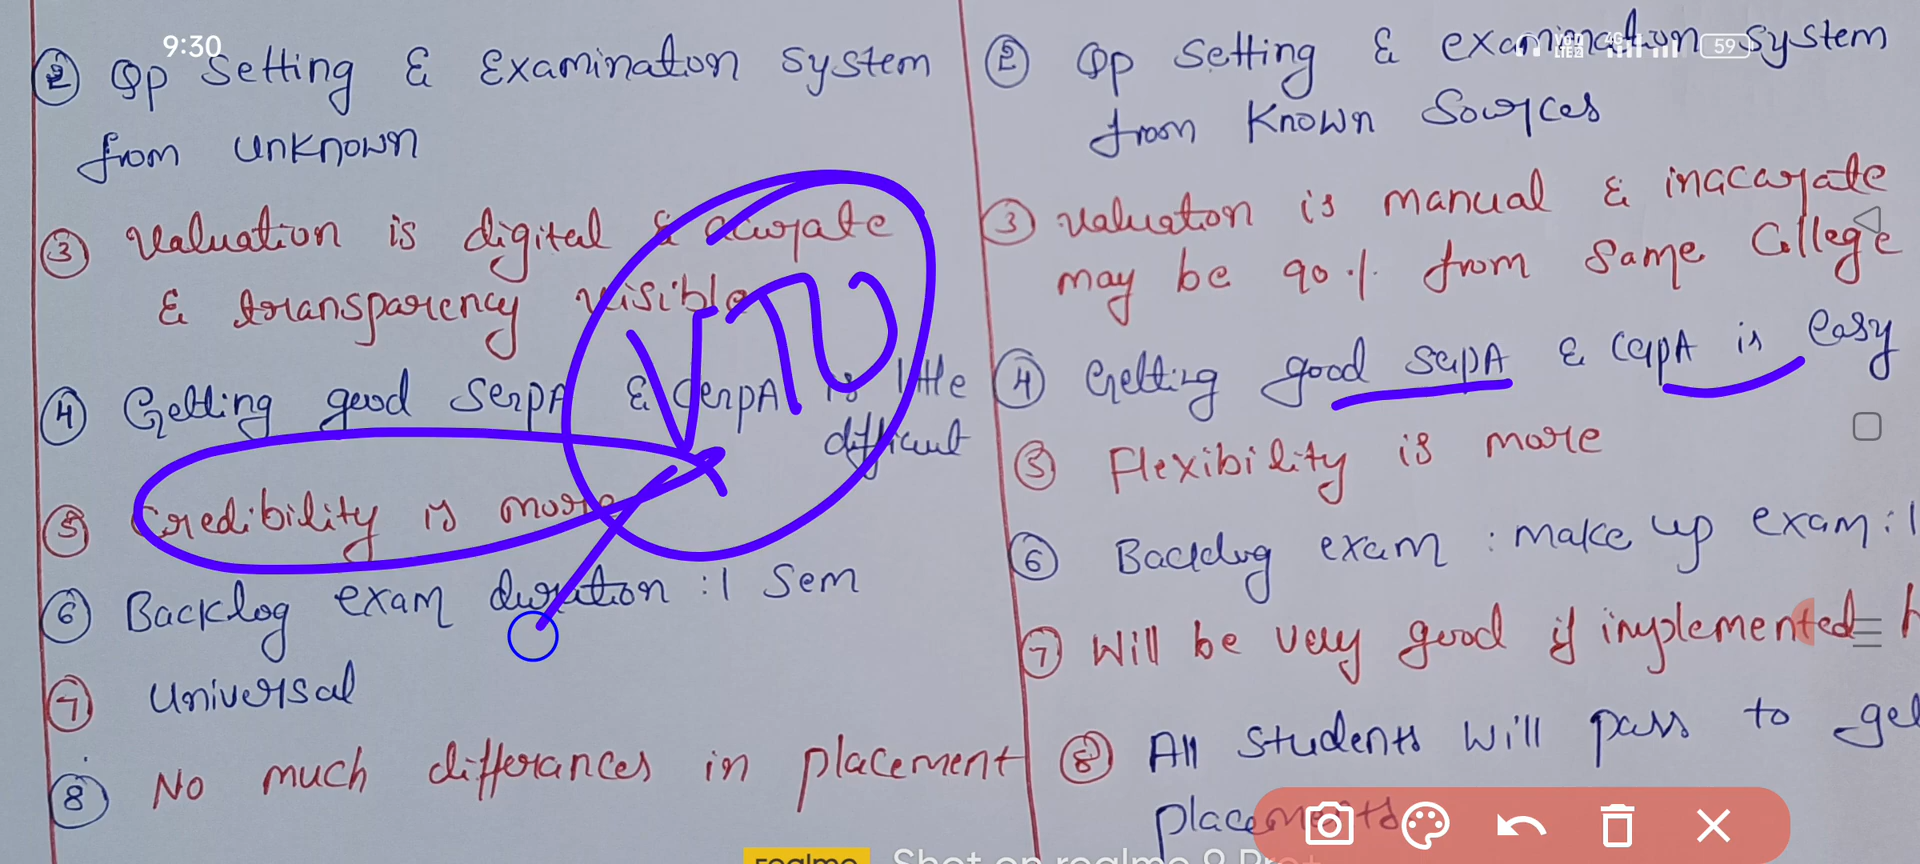 9:30
59
② Qp Setting & Examination System
from unknown
③ Valuation is digital & accurate
& transparency visible
④ Getting good SGPA & CGPA is little
difficult
⑤ Credibility is more
⑥ Backlog exam duration : 1 Sem
⑦ Universal
⑧ No much differances in placement
VTU
② Qp Setting & examination System
from Known Sources
③ Valuation is manual & inaccurate
may be 90% from Same College
④ Getting good SGPA & CGPA is easy
⑤ Flexibility is more
⑥ Backlog exam : make up exam : 1
⑦ Will be very good if implemented
⑧ All Students Will pass to get
placements
realme Shot on realme 9 Pro+